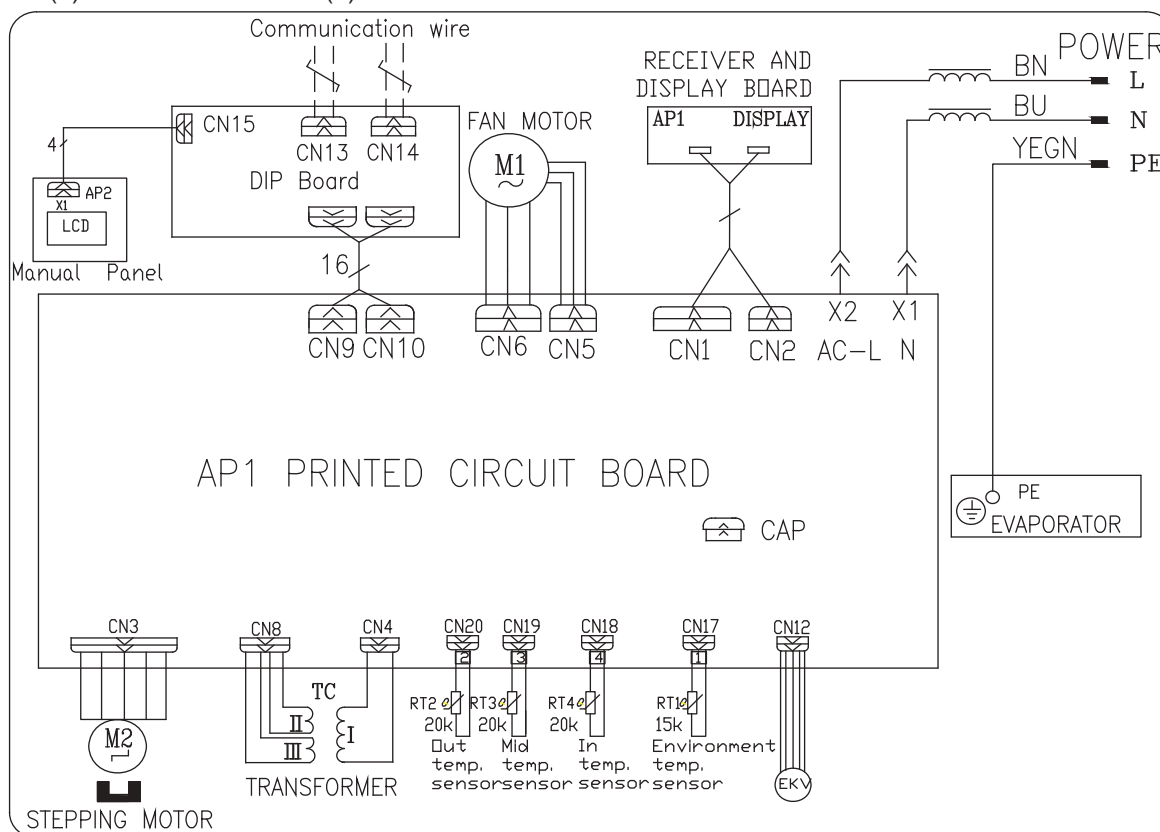 Communication wire
POWER
RECEIVER AND
DISPLAY BOARD
BN
L
AP1 DISPLAY
BU
N
CN15
FAN MOTOR
YEGN
PE
4
CN13 CN14
M1
~
AP2
X1
DIP Board
LCD
Manual Panel
16
X2 X1
CN9 CN10
CN6 CN5
CN1 CN2
AC-L N
AP1 PRINTED CIRCUIT BOARD
PE
EVAPORATOR
CAP
CN3
CN8
CN4
CN20 CN19 CN18 CN17 CN12
2 3 4 1
TC
RT2 RT3 RT4 RT1
20k 20k 20k 15k
II
III
I
M2
Out Mid In Environment
temp. temp. temp. temp.
sensor sensor sensor sensor
EKV
TRANSFORMER
STEPPING MOTOR